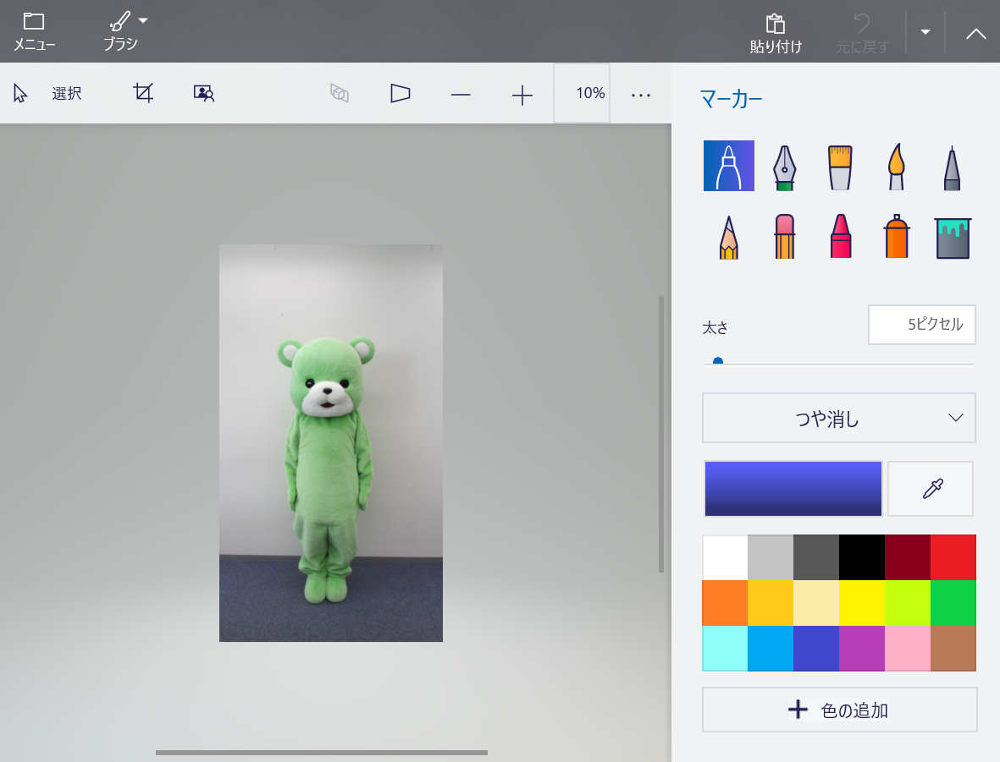 メニュー
ブラシ
貼り付け
元に戻す
選択
10%
マーカー
太さ
5ピクセル
つや消し
色の追加